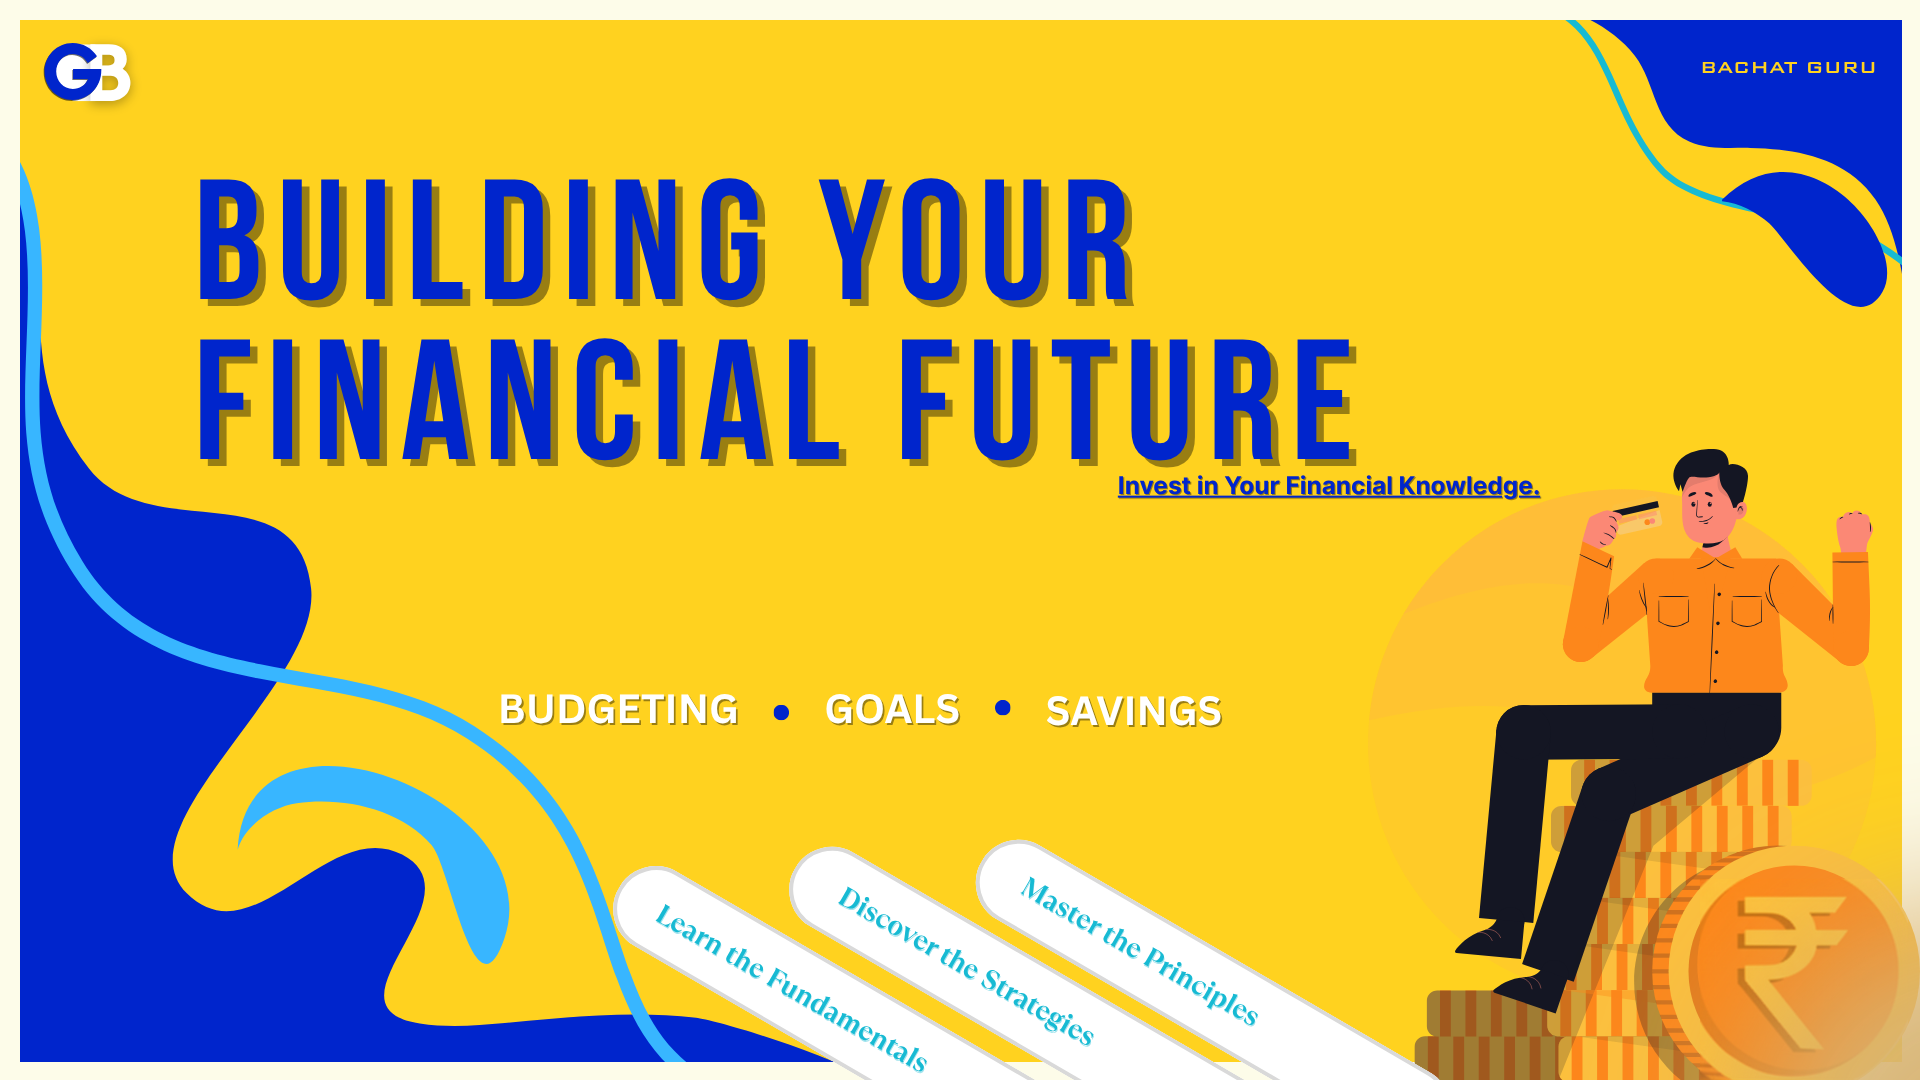 GB
BACHAT GURU
BUILDING YOUR
FINANCIAL FUTURE
Invest in Your Financial Knowledge.
BUDGETING • GOALS • SAVINGS
Learn the Fundamentals
Discover the Strategies
Master the Principles
₹